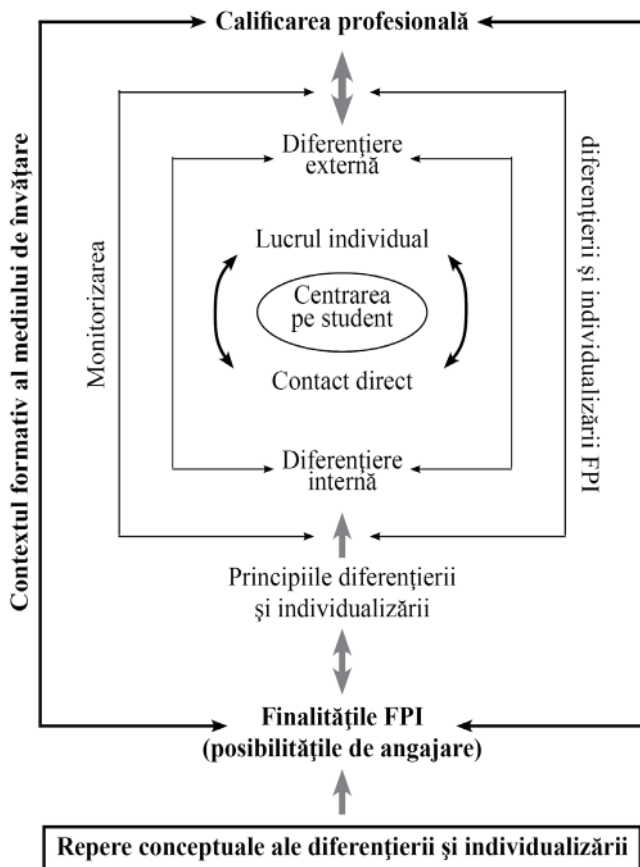 Calificarea profesională
Contextul formativ al mediului de învăţare
Monitorizarea
diferenţierii şi individualizării FPI
Diferenţiere
externă
Lucrul individual
Centrarea
pe student
Contact direct
Diferenţiere
internă
Principiile diferenţierii
şi individualizării
Finalităţile FPI
(posibilităţile de angajare)
Repere conceptuale ale diferenţierii şi individualizării